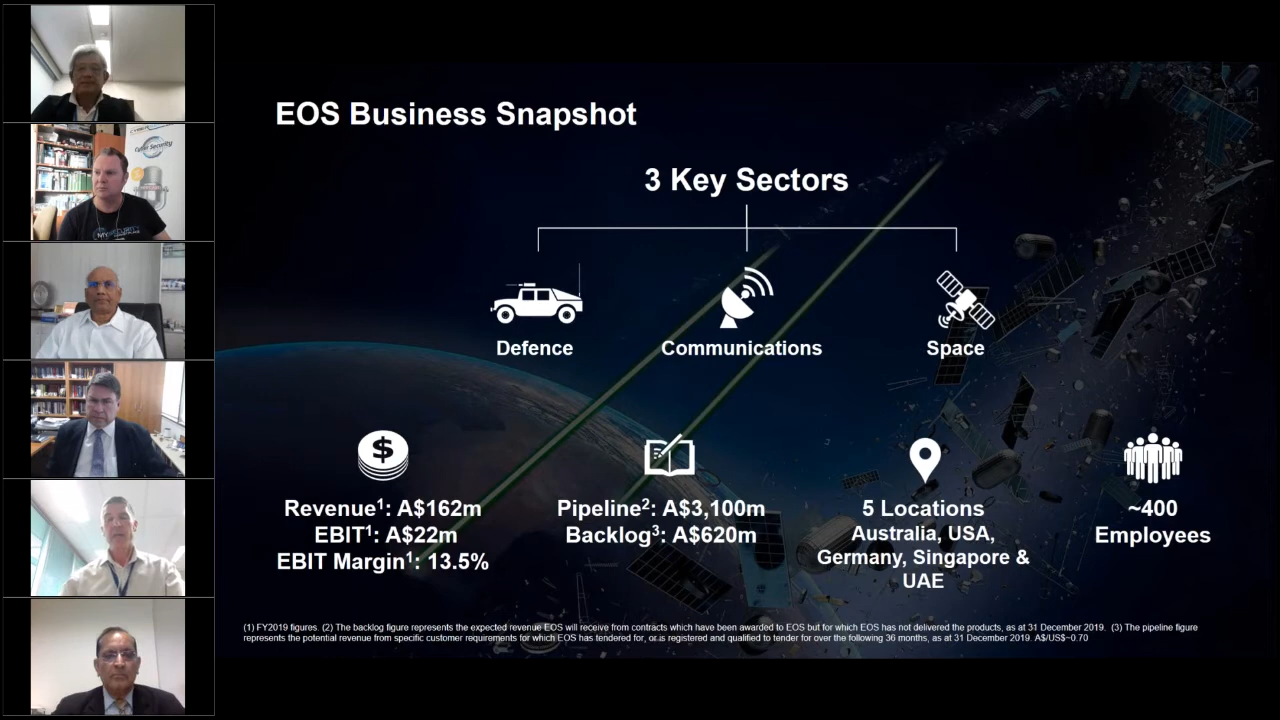 EOS Business Snapshot
3 Key Sectors
Defence
Communications
Space
Revenue¹: A$162m
EBIT¹: A$22m
EBIT Margin¹: 13.5%
Pipeline²: A$3,100m
Backlog³: A$620m
5 Locations
Australia, USA,
Germany, Singapore &
UAE
~400
Employees
(1) FY2019 figures. (2) The backlog figure represents the expected revenue EOS will receive from contracts which have been awarded to EOS but for which EOS has not delivered the products, as at 31 December 2019. (3) The pipeline figure
represents the potential revenue from specific customer requirements for which EOS has tendered for, or is registered and qualified to tender for over the following 36 months, as at 31 December 2019. A$/US$~0.70
Cyber Security
MYSECURITY